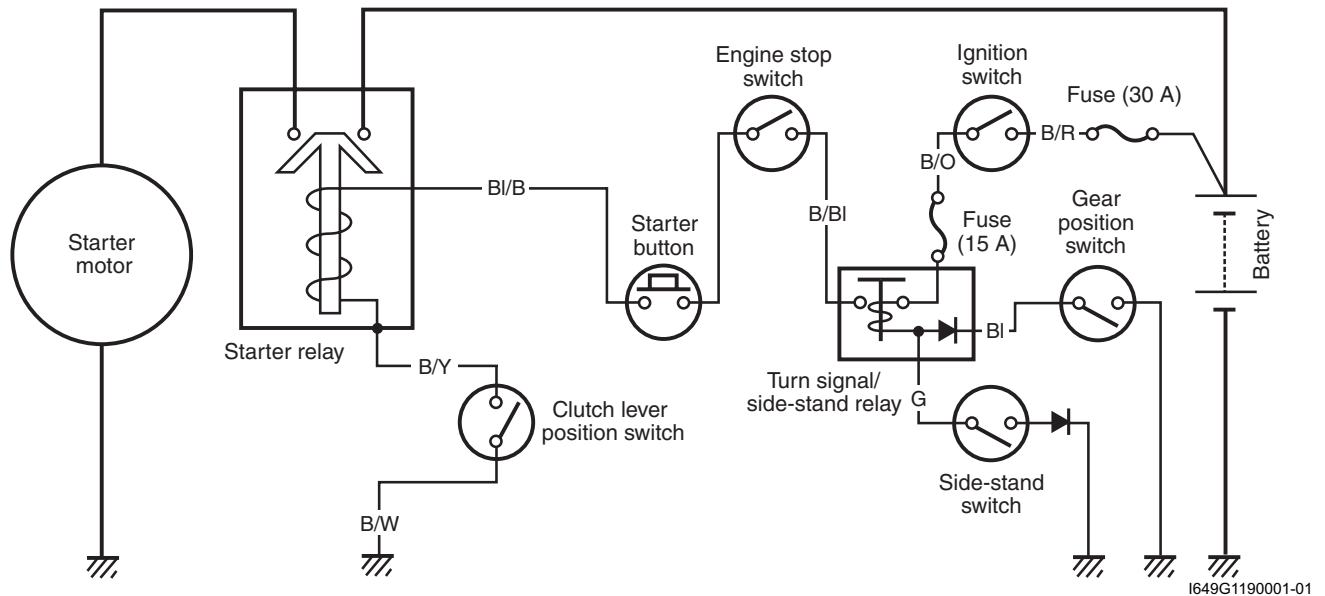 Engine stop
switch
Ignition
switch
Fuse (30 A)
B/R
B/O
Bl/B
Starter
button
B/Bl
Fuse
(15 A)
Gear
position
switch
Battery
Starter
motor
Starter relay
Bl
B/Y
Turn signal/
side-stand relay
G
Clutch lever
position switch
Side-stand
switch
B/W
I649G1190001-01